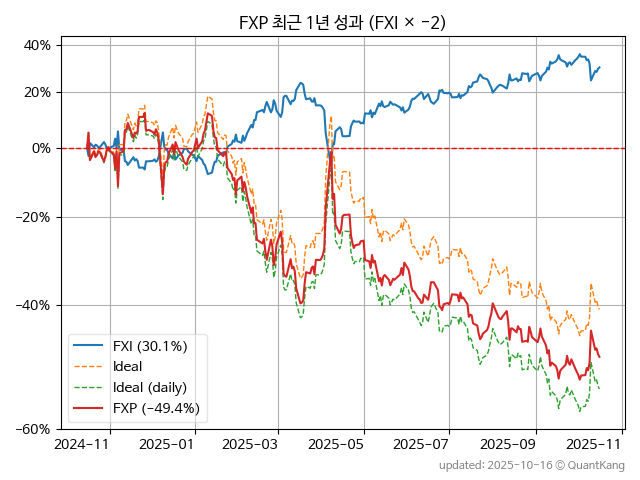 FXP 최근 1년 성과 (FXI × −2)
40%
20%
0%
−20%
−40%
−60%
FXI (30.1%)
Ideal
Ideal (daily)
FXP (−49.4%)
2024-11
2025-01
2025-03
2025-05
2025-07
2025-09
2025-11
updated: 2025-10-16 © QuantKang